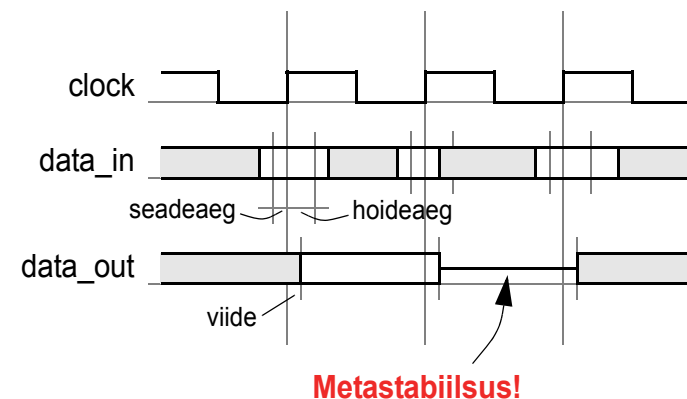 clock
data_in
seadeaeg
hoideaeg
data_out
viide
Metastabiilsus!